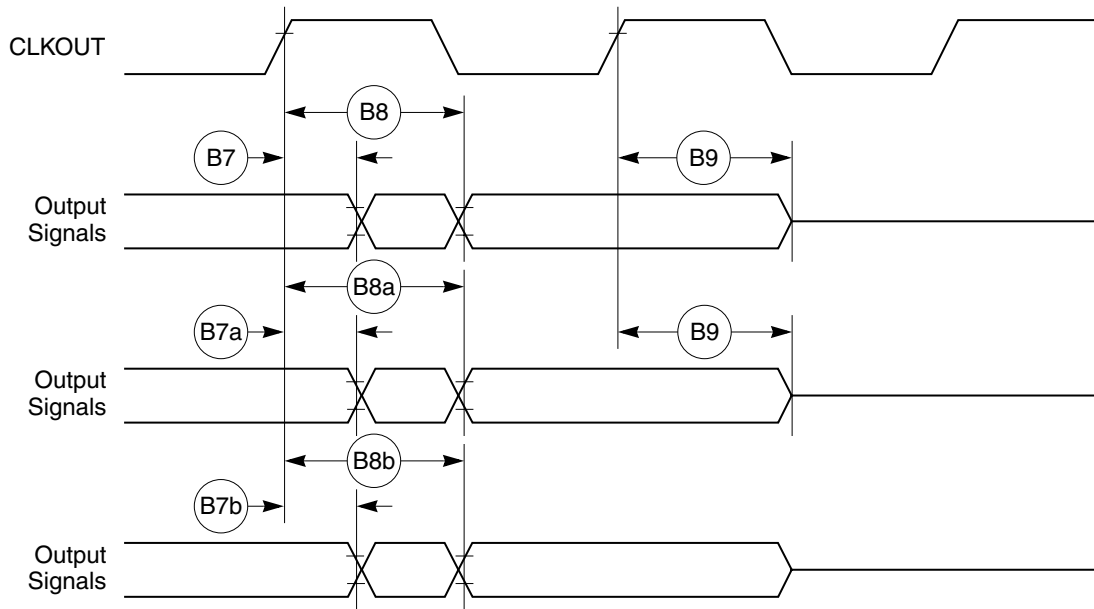 CLKOUT
B8
B7
B9
Output
Signals
B8a
B7a
B9
Output
Signals
B8b
B7b
Output
Signals